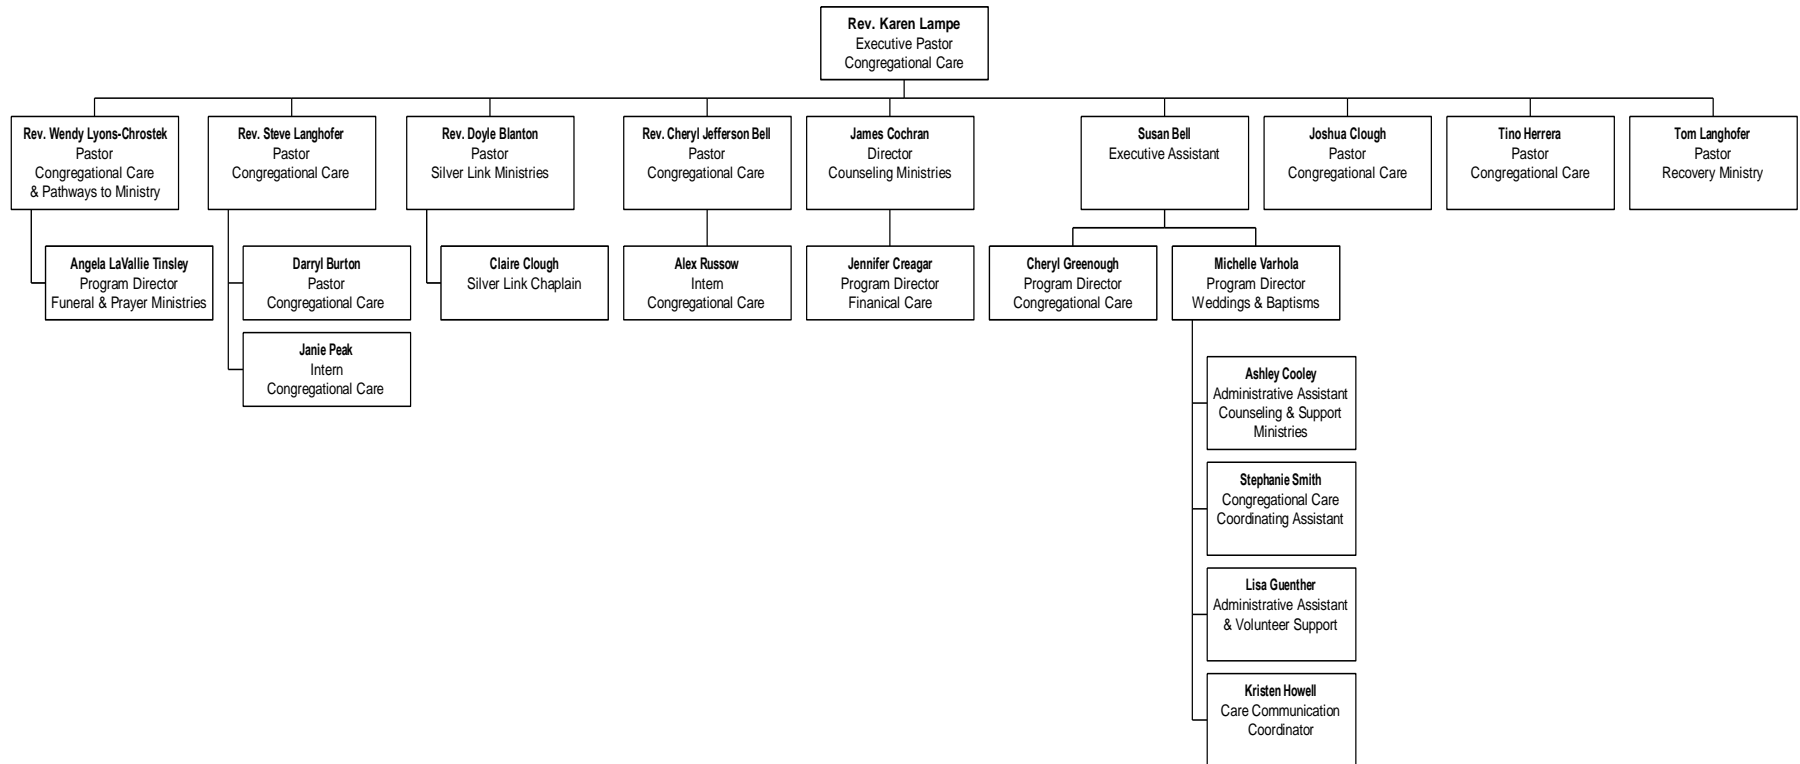 Rev. Karen Lampe
Executive Pastor
Congregational Care
Rev. Wendy Lyons-Chrostek
Pastor
Congregational Care
& Pathways to Ministry
Rev. Steve Langhofer
Pastor
Congregational Care
Rev. Doyle Blanton
Pastor
Silver Link Ministries
Rev. Cheryl Jefferson Bell
Pastor
Congregational Care
James Cochran
Director
Counseling Ministries
Susan Bell
Executive Assistant
Joshua Clough
Pastor
Congregational Care
Tino Herrera
Pastor
Congregational Care
Tom Langhofer
Pastor
Recovery Ministry
Angela LaVallie Tinsley
Program Director
Funeral & Prayer Ministries
Darryl Burton
Pastor
Congregational Care
Claire Clough
Silver Link Chaplain
Alex Russow
Intern
Congregational Care
Jennifer Creagar
Program Director
Finanical Care
Cheryl Greenough
Program Director
Congregational Care
Michelle Varhola
Program Director
Weddings & Baptisms
Janie Peak
Intern
Congregational Care
Ashley Cooley
Administrative Assistant
Counseling & Support
Ministries
Stephanie Smith
Congregational Care
Coordinating Assistant
Lisa Guenther
Administrative Assistant
& Volunteer Support
Kristen Howell
Care Communication
Coordinator